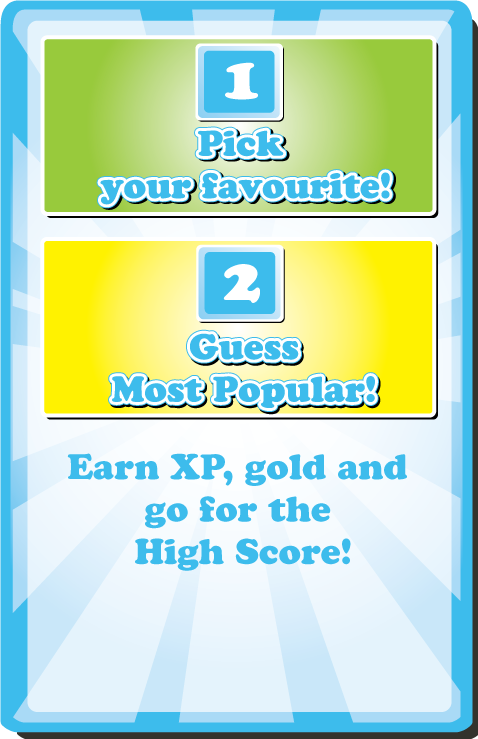 1
Pick
your favourite!
2
Guess
Most Popular!
Earn XP, gold and
go for the
High Score!